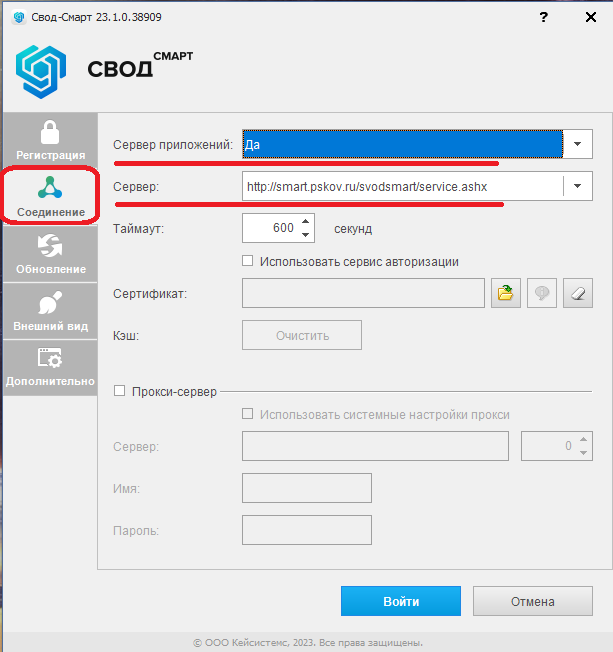 Свод-Смарт 23.1.0.38909
?
СВОД СМАРТ
Регистрация
Соединение
Обновление
Внешний вид
Дополнительно
Сервер приложений: Да
Сервер: http://smart.pskov.ru/svodsmart/service.ashx
Таймаут: 600 секунд
Использовать сервис авторизации
Сертификат:
Кэш: Очистить
Прокси-сервер
Использовать системные настройки прокси
Сервер: 0
Имя:
Пароль:
Войти Отмена
© ООО Кейсистемс, 2023. Все права защищены.